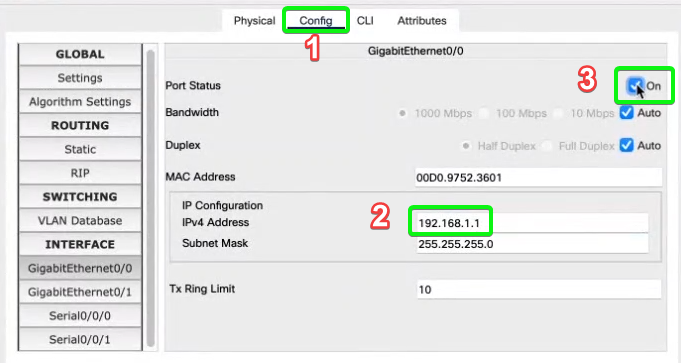 Physical Config CLI Attributes
1
GLOBAL
Settings
Algorithm Settings
ROUTING
Static
RIP
SWITCHING
VLAN Database
INTERFACE
GigabitEthernet0/0
GigabitEthernet0/1
Serial0/0/0
Serial0/0/1
GigabitEthernet0/0
Port Status 3 On
Bandwidth 1000 Mbps 100 Mbps 10 Mbps Auto
Duplex Half Duplex Full Duplex Auto
MAC Address 00D0.9752.3601
IP Configuration
IPv4 Address 2 192.168.1.1
Subnet Mask 255.255.255.0
Tx Ring Limit 10